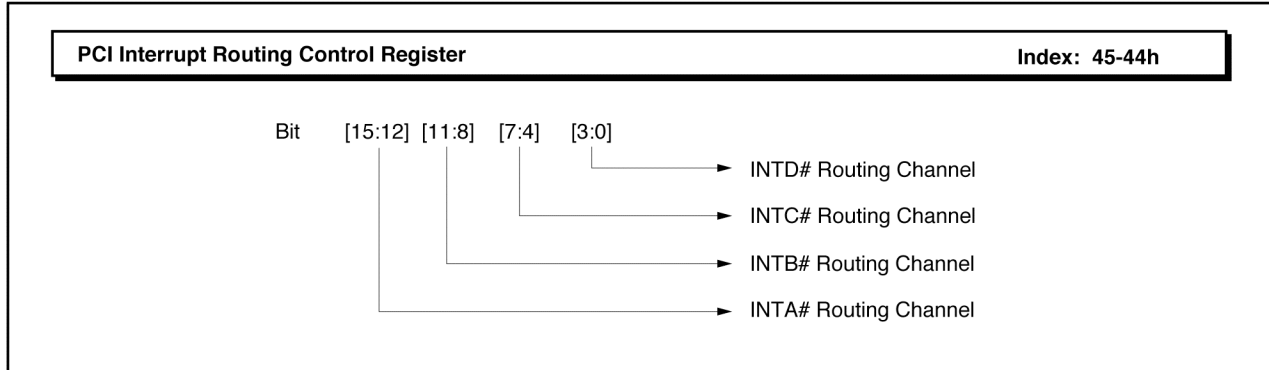 PCI Interrupt Routing Control Register Index: 45-44h
Bit [15:12] [11:8] [7:4] [3:0]
INTD# Routing Channel
INTC# Routing Channel
INTB# Routing Channel
INTA# Routing Channel